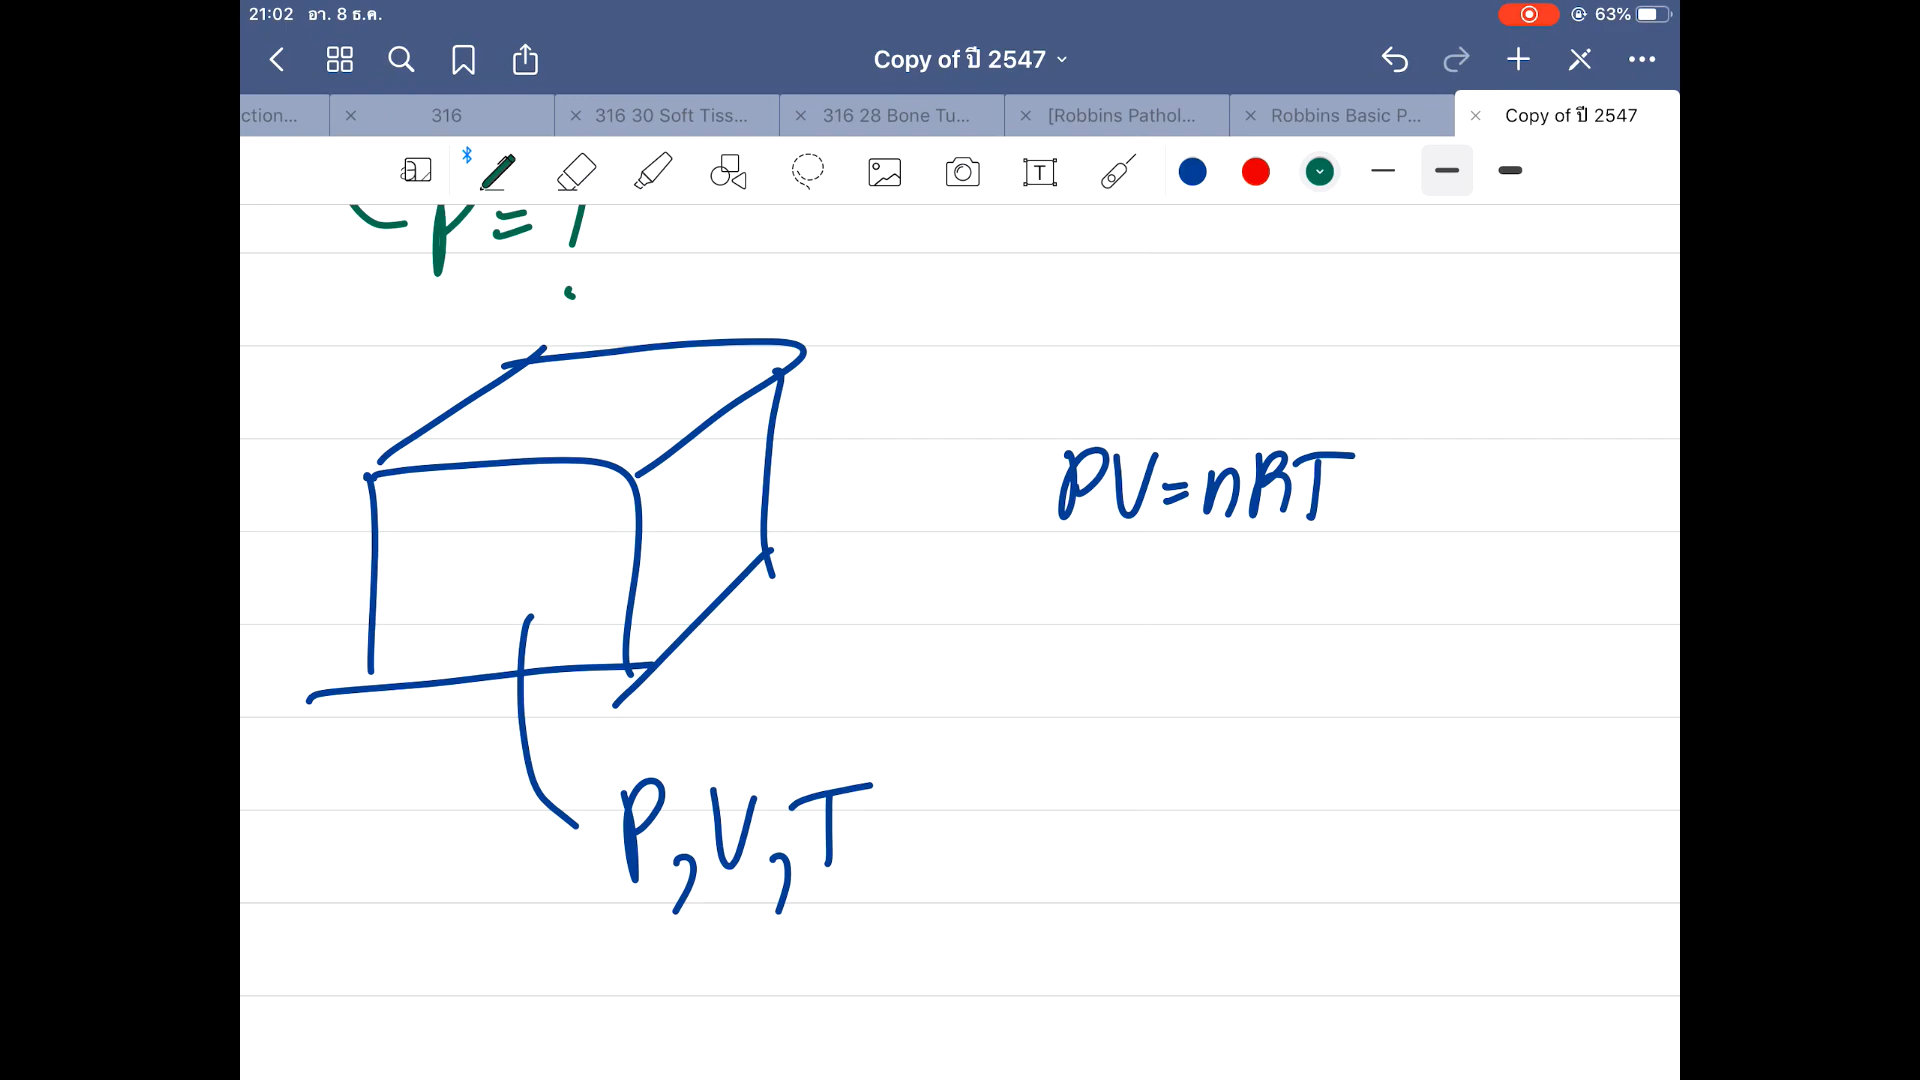 21:02 อา. 8 ธ.ค. 63%
Copy of ปี 2547
ction... 316 316 30 Soft Tiss... 316 28 Bone Tu... [Robbins Pathol... Robbins Basic P... Copy of ปี 2547
P = ?
PV = nRT
P, V, T